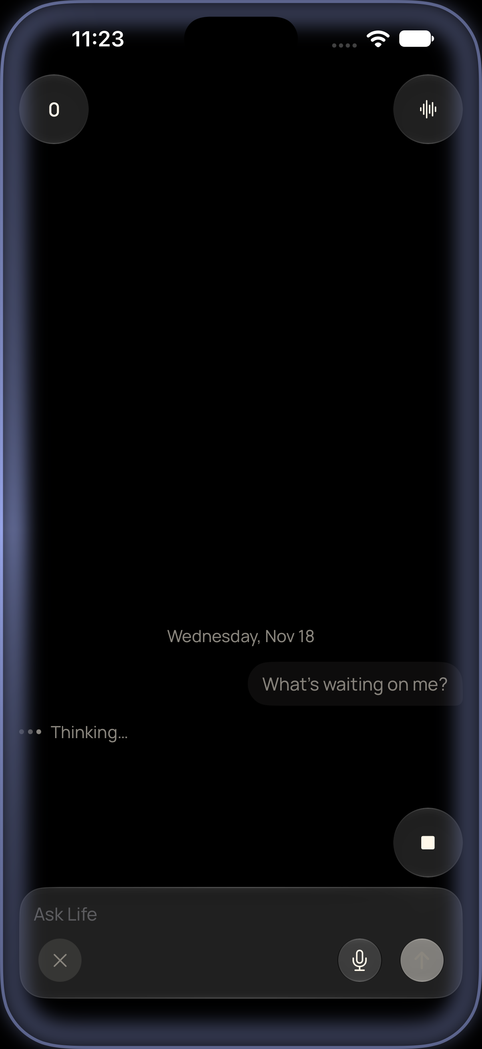 11:23
0
Wednesday, Nov 18
What's waiting on me?
Thinking…
Ask Life